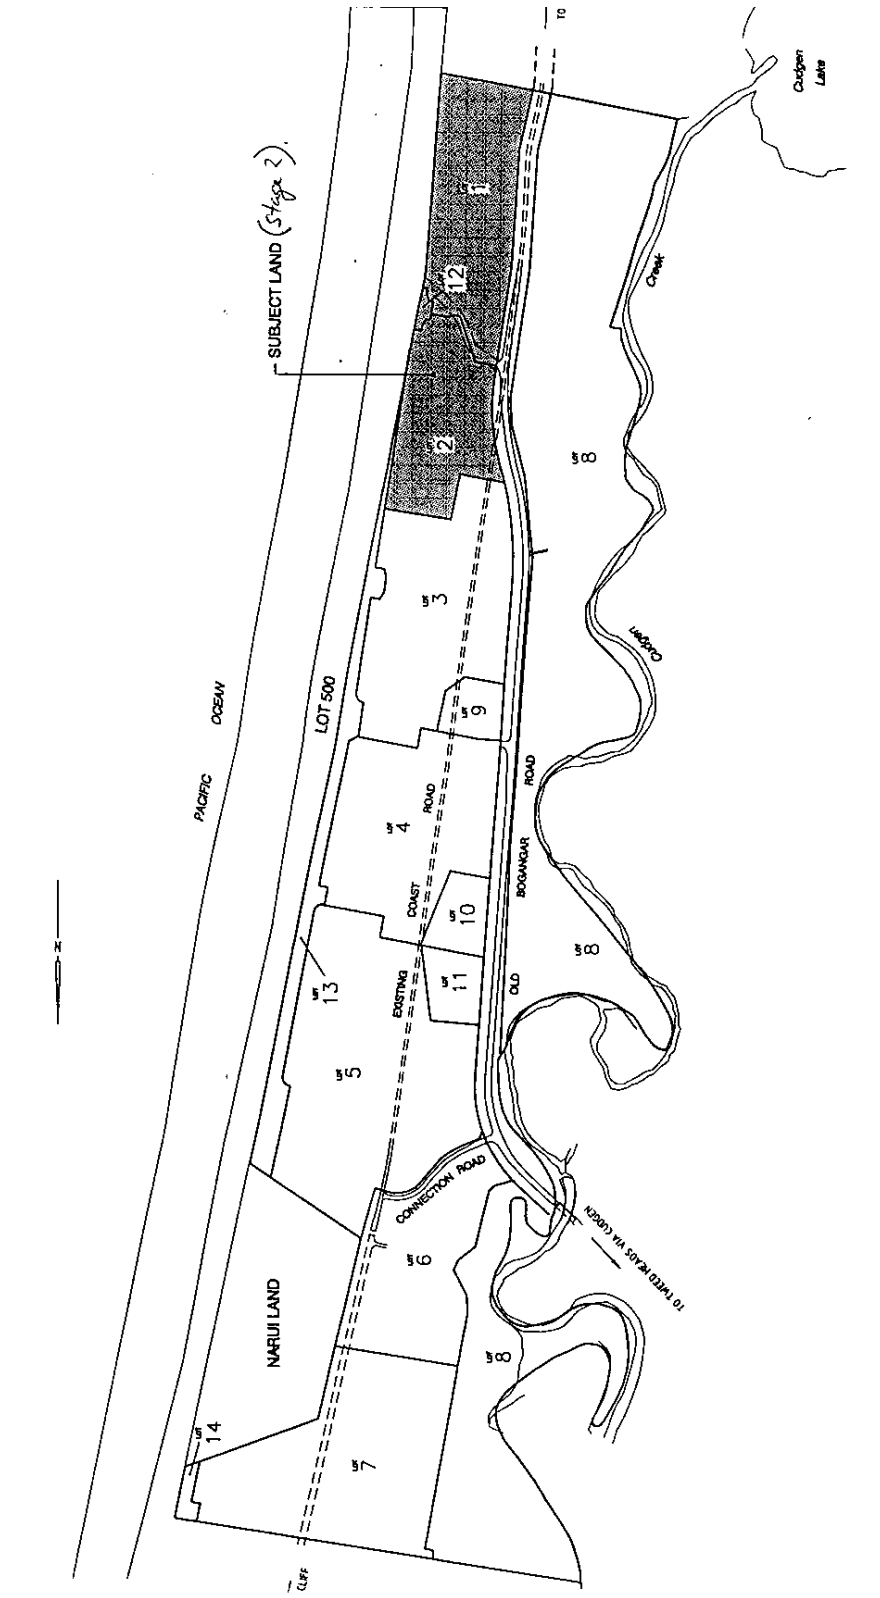 TO
Cudgen
Lake
SUBJECT LAND (Stage 2).
LOT 1
LOT 12
LOT 2
Creek
LOT 8
LOT 3
Cudgen
LOT 9
LOT 500
PACIFIC OCEAN
LOT 4
EXISTING COAST ROAD
OLD BOGANGAR ROAD
LOT 10
LOT 11
LOT 8
N
LOT 13
LOT 5
CONNECTION ROAD
TO TWEED HEADS VIA CUDGEN
LOT 6
NARUI LAND
LOT 8
LOT 14
LOT 7
CLIFF